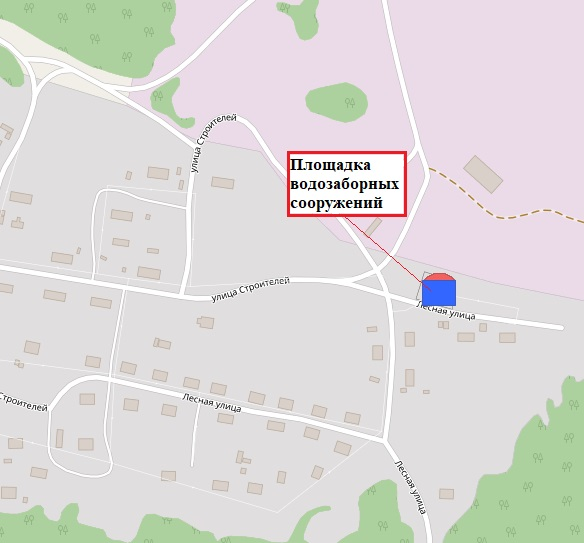 улица Строителей
Площадка
водозаборных
сооружений
улица Строителей
Лесная улица
Строителей
Лесная улица
Лесная улица